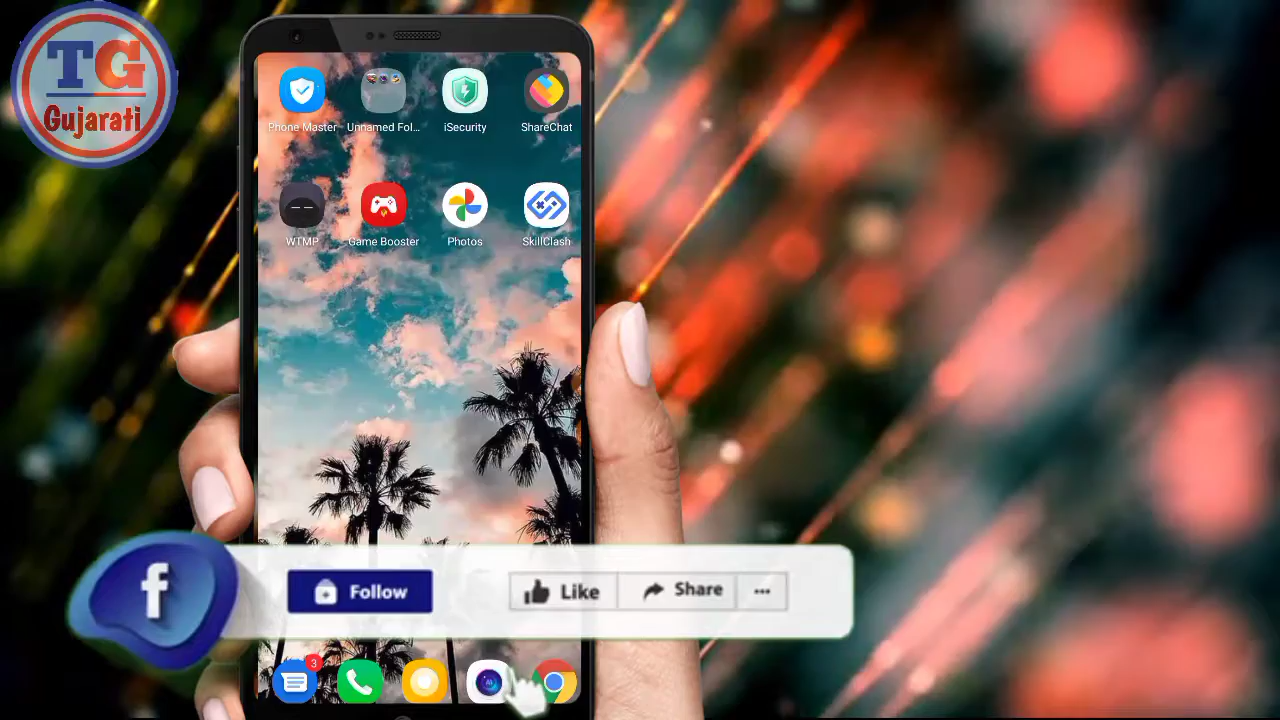 TG
Gujarati
Phone Master
Unnamed Fol...
iSecurity
ShareChat
WTMP
Game Booster
Photos
SkillClash
f
Follow
Like
Share
...
3